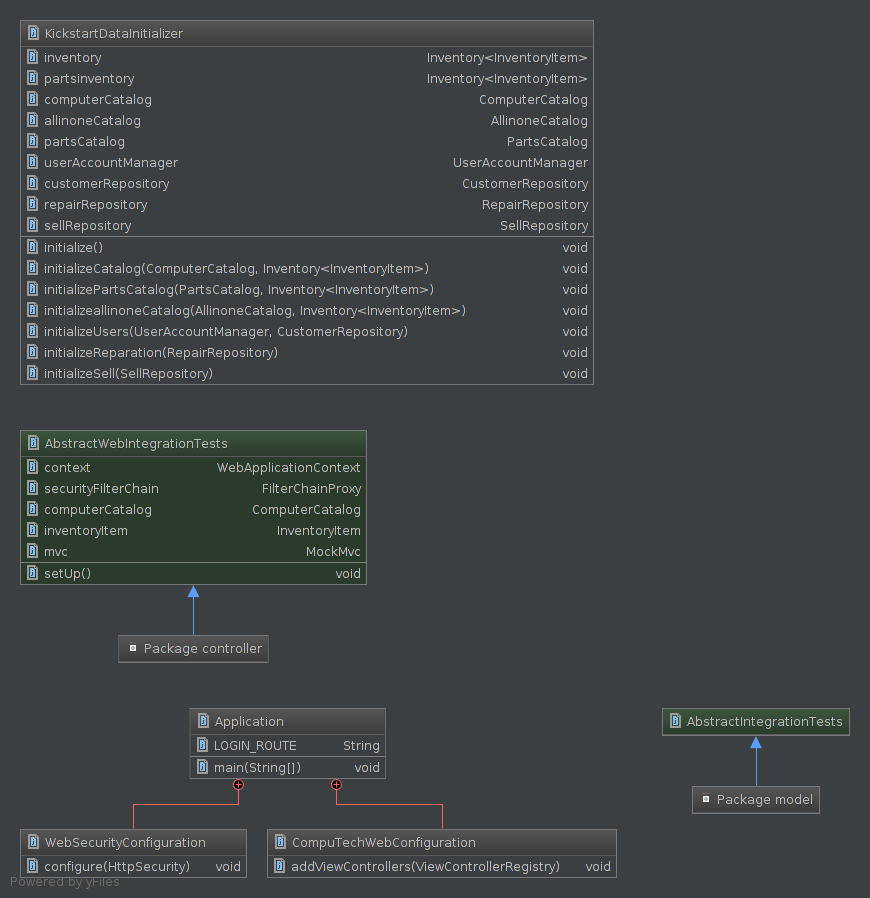 KickstartDataInitializer
inventory Inventory<InventoryItem>
partsinventory Inventory<InventoryItem>
computerCatalog ComputerCatalog
allinoneCatalog AllinoneCatalog
partsCatalog PartsCatalog
userAccountManager UserAccountManager
customerRepository CustomerRepository
repairRepository RepairRepository
sellRepository SellRepository
initialize() void
initializeCatalog(ComputerCatalog, Inventory<InventoryItem>) void
initializePartsCatalog(PartsCatalog, Inventory<InventoryItem>) void
initializeallinoneCatalog(AllinoneCatalog, Inventory<InventoryItem>) void
initializeUsers(UserAccountManager, CustomerRepository) void
initializeReparation(RepairRepository) void
initializeSell(SellRepository) void
AbstractWebIntegrationTests
context WebApplicationContext
securityFilterChain FilterChainProxy
computerCatalog ComputerCatalog
inventoryItem InventoryItem
mvc MockMvc
setUp() void
Package controller
Application
LOGIN_ROUTE String
main(String[]) void
AbstractIntegrationTests
Package model
WebSecurityConfiguration
configure(HttpSecurity) void
CompuTechWebConfiguration
addViewControllers(ViewControllerRegistry) void
Powered by yFiles